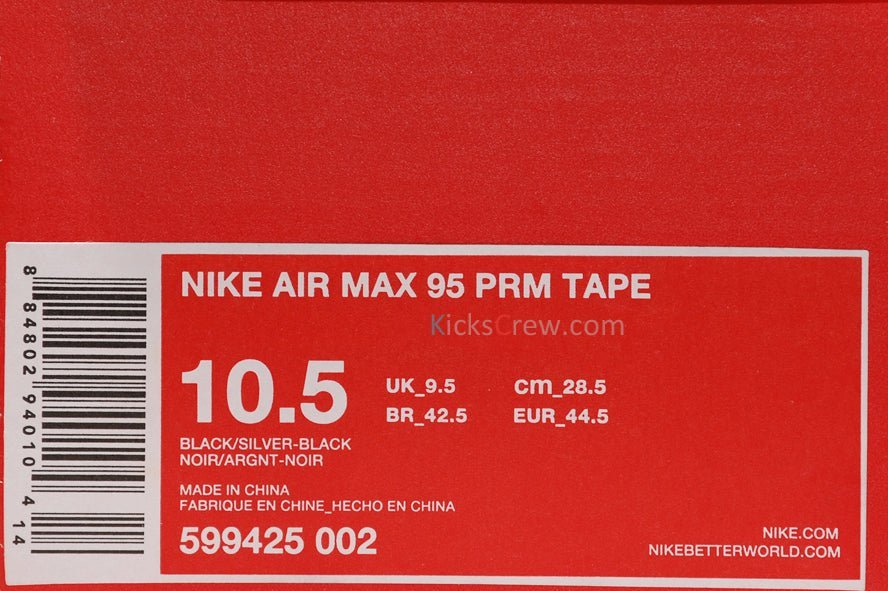 NIKE AIR MAX 95 PRM TAPE
KicksCrew.com
10.5
UK_9.5 cm_28.5
BR_42.5 EUR_44.5
BLACK/SILVER-BLACK
NOIR/ARGNT-NOIR
MADE IN CHINA
FABRIQUE EN CHINE_HECHO EN CHINA
599425 002
NIKE.COM
NIKEBETTERWORLD.COM
8 84802 94010 4 14